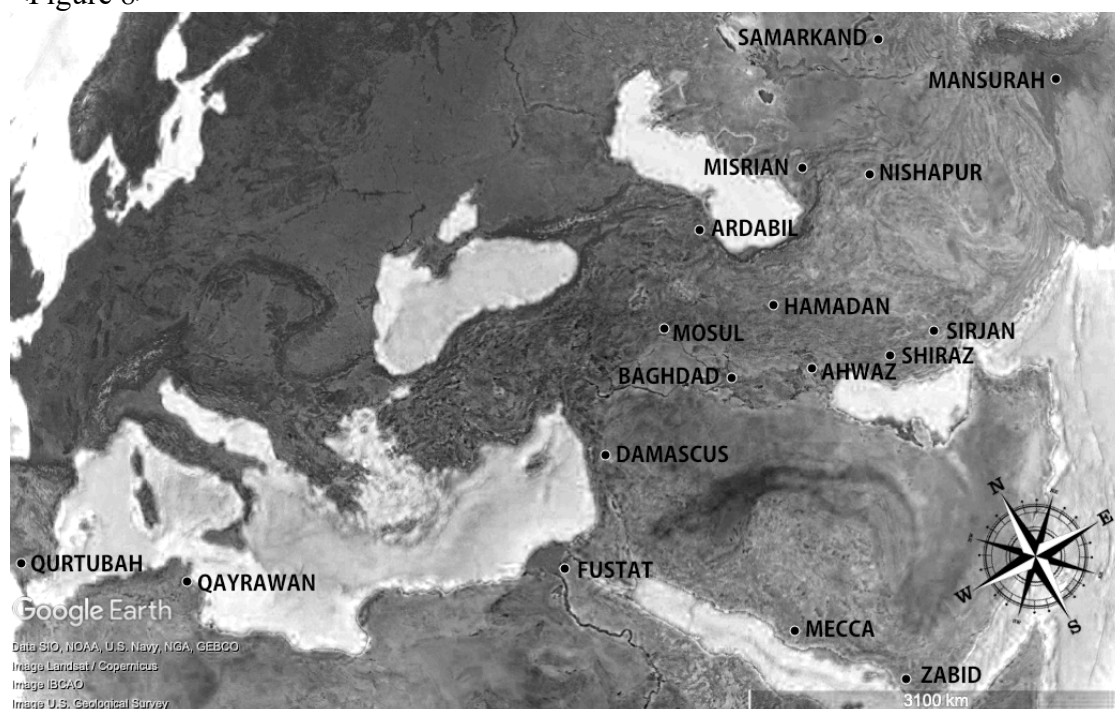 Figure 6
SAMARKAND
MANSURAH
MISRIAN
NISHAPUR
ARDABIL
HAMADAN
MOSUL
SIRJAN
SHIRAZ
BAGHDAD
AHWAZ
DAMASCUS
N
E
W
S
QURTUBAH
QAYRAWAN
FUSTAT
Google Earth
Data SIO, NOAA, U.S. Navy, NGA, GEBCO
Image Landsat / Copernicus
Image IBCAO
Image U.S. Geological Survey
MECCA
ZABID
3100 km